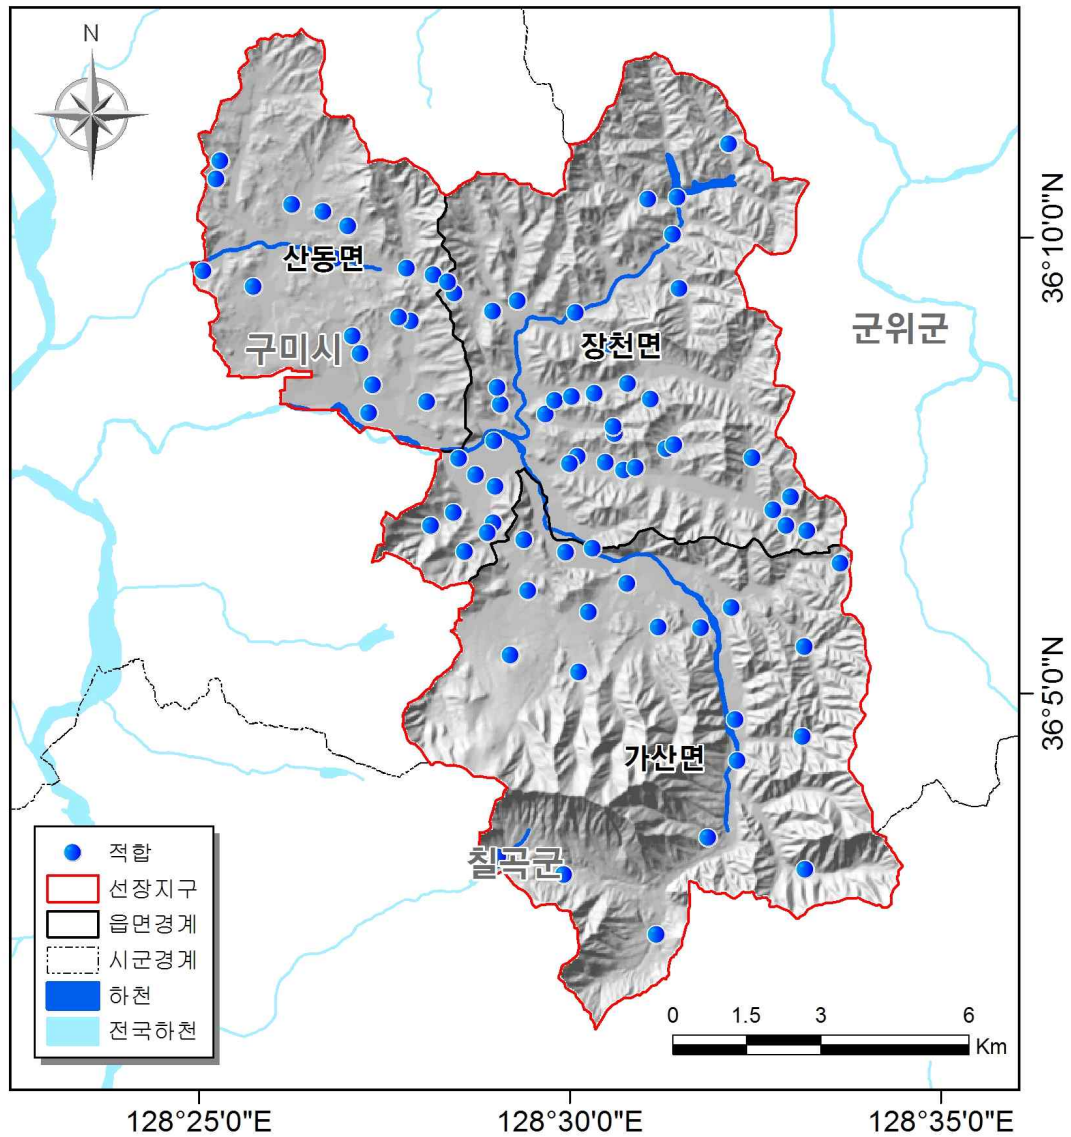 N
산동면
구미시
장천면
군위군
가산면
칠곡군
36°10'0"N
36°5'0"N
적합
선장지구
읍면경계
시군경계
하천
전국하천
0 1.5 3 6
Km
128°25'0"E 128°30'0"E 128°35'0"E